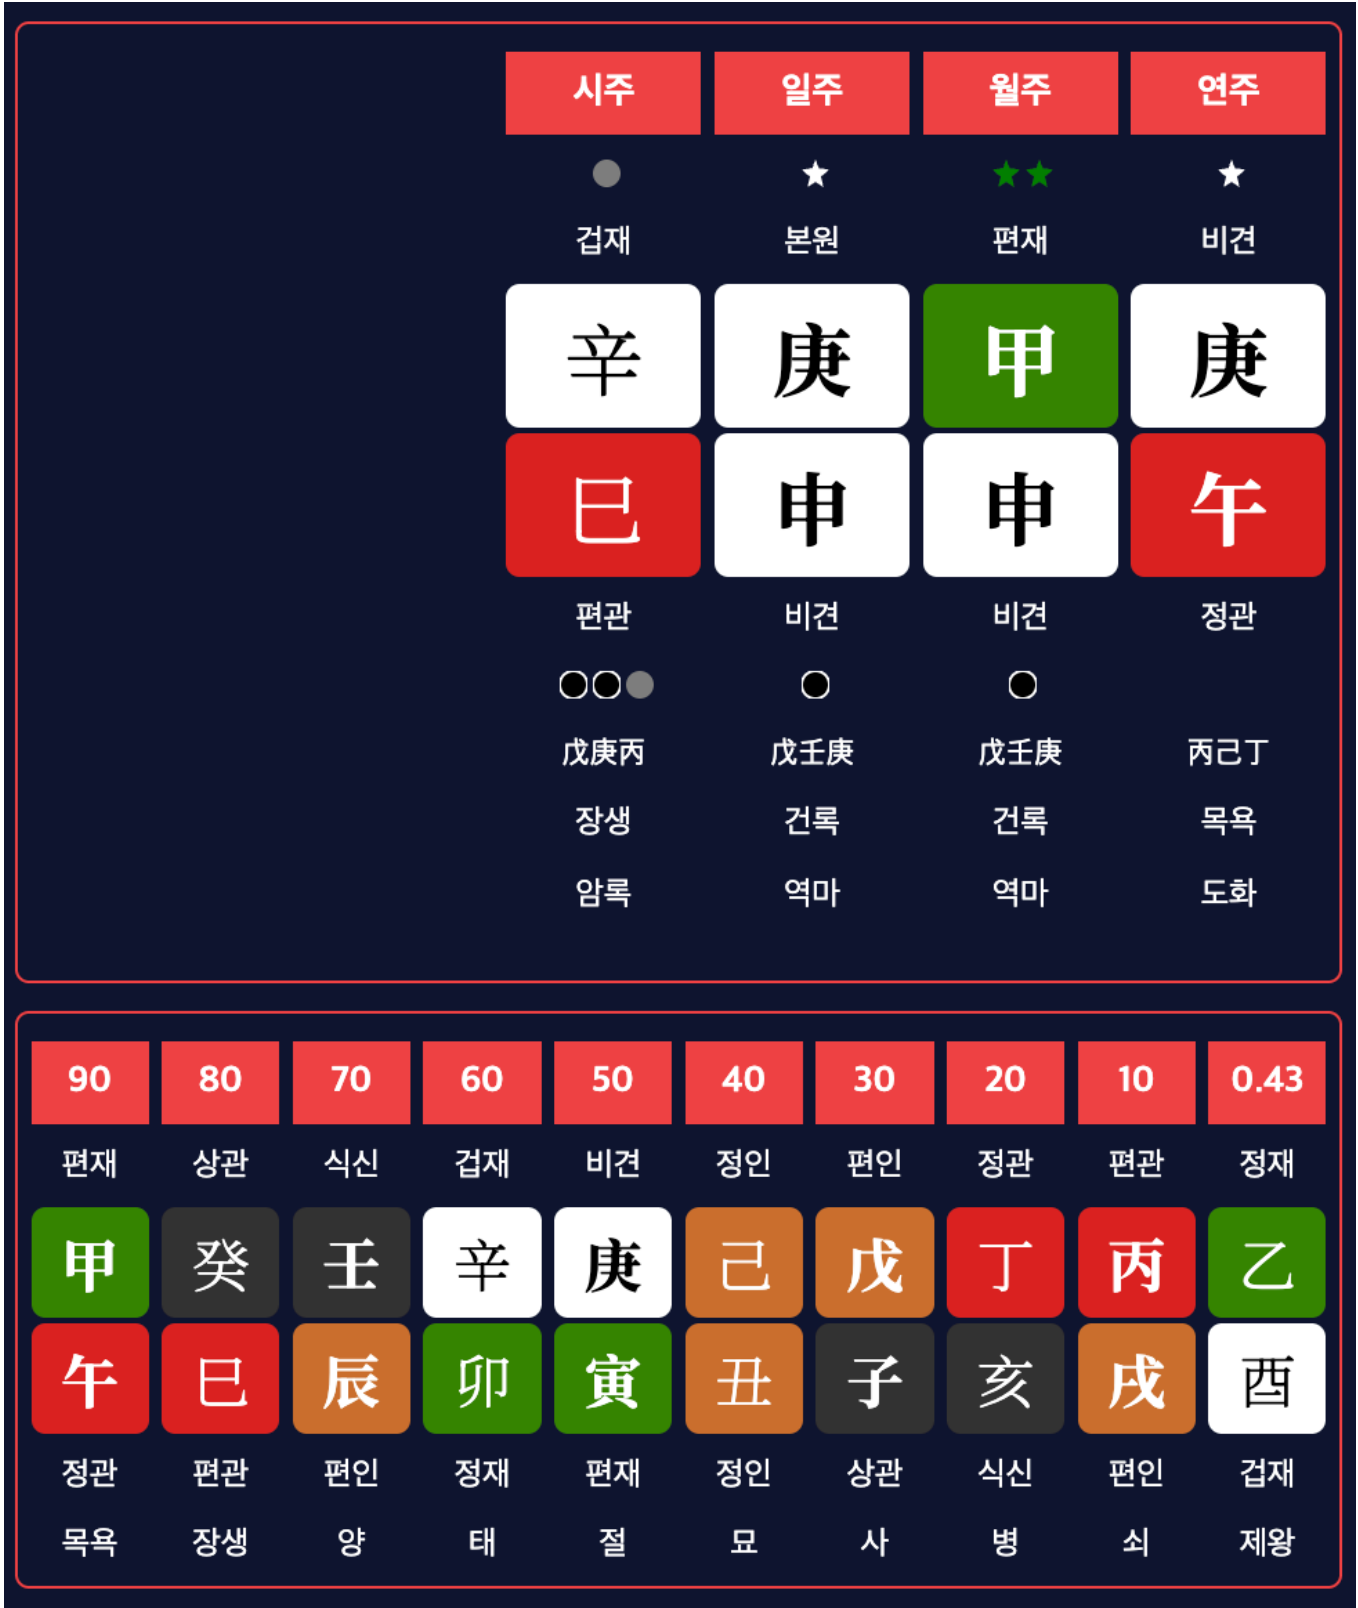 시주 일주 월주 연주
겁재 본원 편재 비견
辛 庚 甲 庚
巳 申 申 午
편관 비견 비견 정관
戊庚丙 戊壬庚 戊壬庚 丙己丁
장생 건록 건록 목욕
암록 역마 역마 도화
90 80 70 60 50 40 30 20 10 0.43
편재 상관 식신 겁재 비견 정인 편인 정관 편관 정재
甲 癸 壬 辛 庚 己 戊 丁 丙 乙
午 巳 辰 卯 寅 丑 子 亥 戌 酉
정관 편관 편인 정재 편재 정인 상관 식신 편인 겁재
목욕 장생 양 태 절 묘 사 병 쇠 제왕